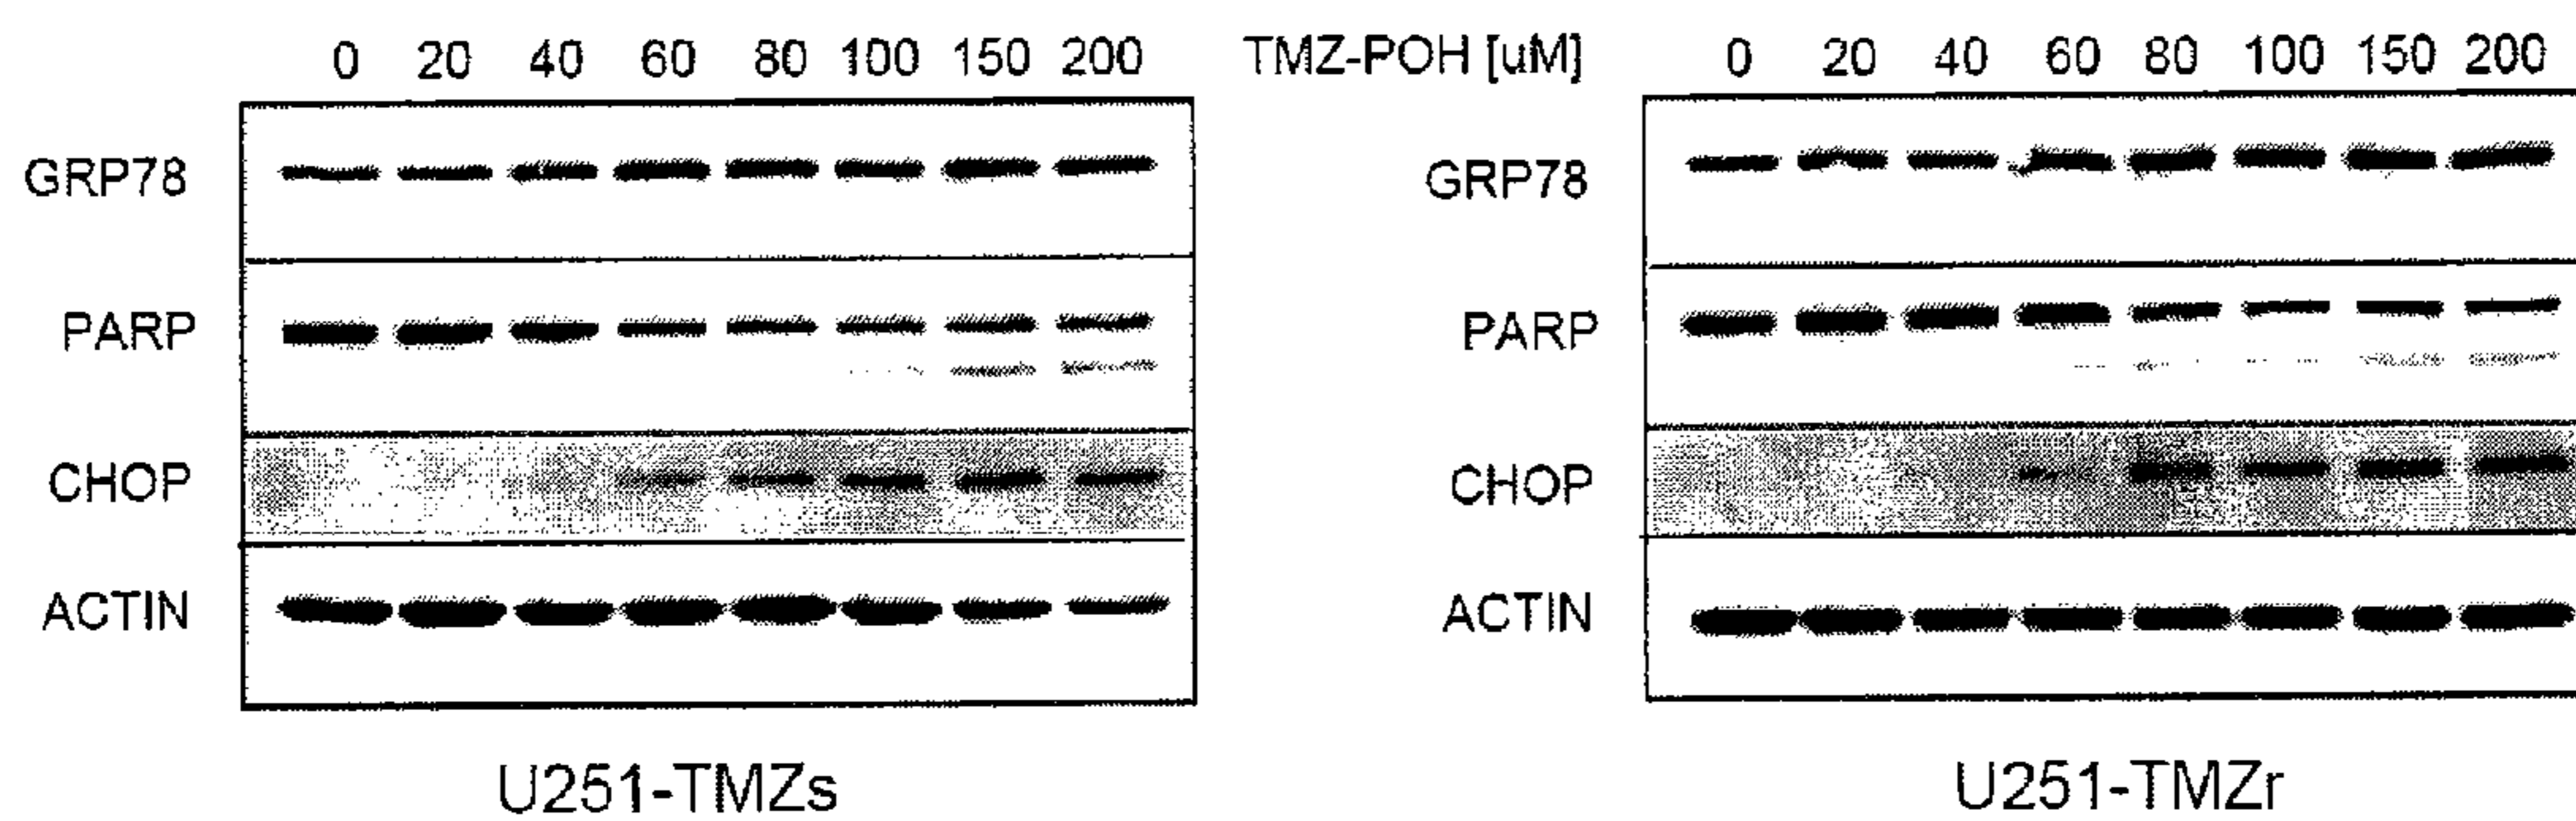 0 20 40 60 80 100 150 200 TMZ-POH [uM] 0 20 40 60 80 100 150 200
GRP78 GRP78
PARP PARP
CHOP CHOP
ACTIN ACTIN
U251-TMZs U251-TMZr